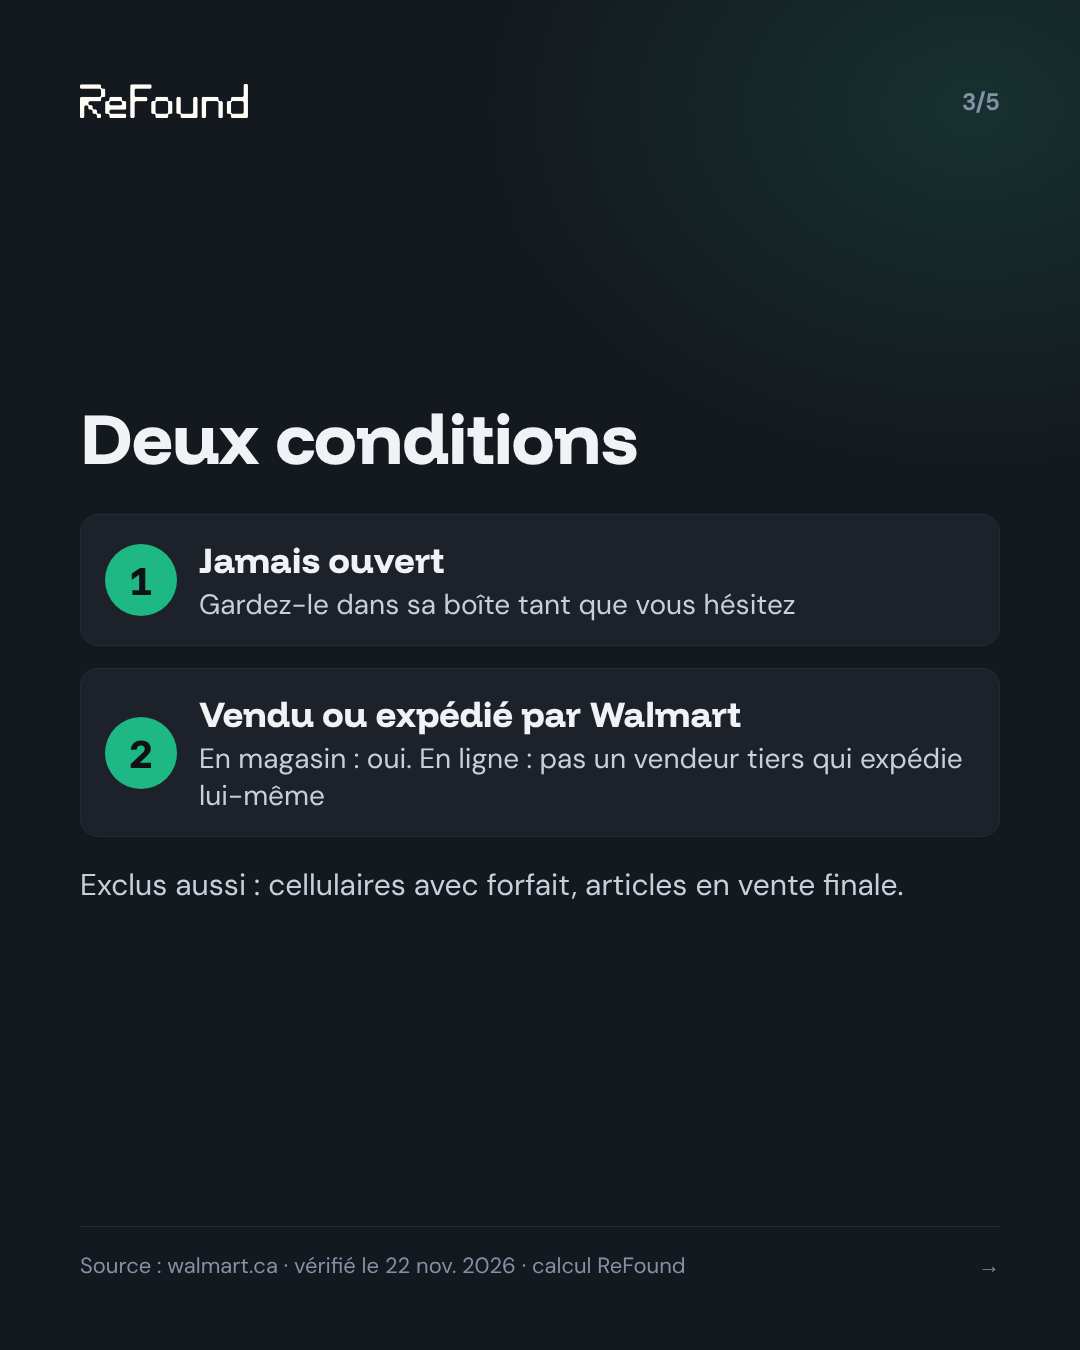 ReFound
3/5
Deux conditions
1
Jamais ouvert
Gardez-le dans sa boîte tant que vous hésitez
2
Vendu ou expédié par Walmart
En magasin : oui. En ligne : pas un vendeur tiers qui expédie
lui-même
Exclus aussi : cellulaires avec forfait, articles en vente finale.
Source : walmart.ca · vérifié le 22 nov. 2026 · calcul ReFound
→